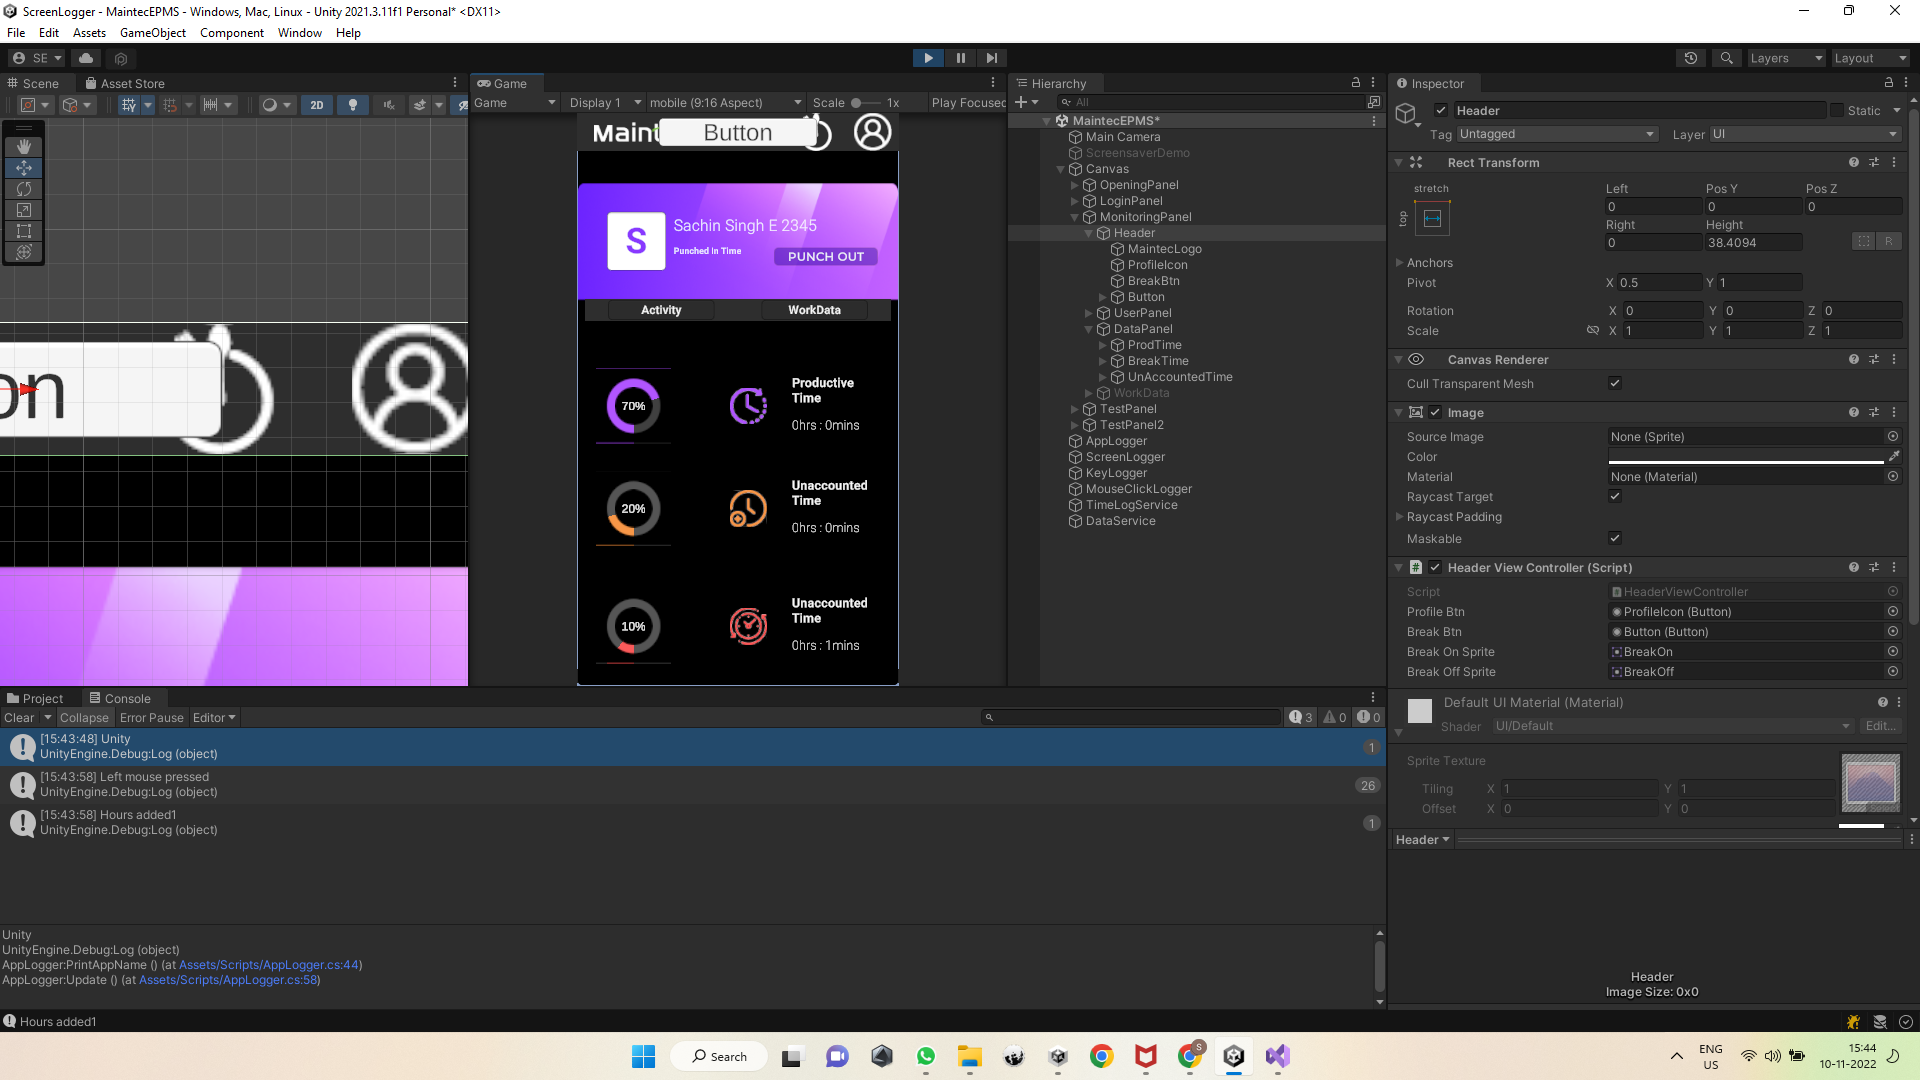 ScreenLogger - MaintecEPMS - Windows, Mac, Linux - Unity 2021.3.11f1 Personal* <DX11>
File Edit Assets GameObject Component Window Help
SE Layers Layout
Scene Asset Store
2D
on
Game
Game Display 1 mobile (9:16 Aspect) Scale 1x Play Focused
Maint Button
S
Sachin Singh E 2345
Punched In Time
PUNCH OUT
Activity WorkData
70%
Productive
Time
0hrs : 0mins
20%
Unaccounted
Time
0hrs : 0mins
10%
Unaccounted
Time
0hrs : 1mins
Hierarchy
All
MaintecEPMS*
Main Camera
ScreensaverDemo
Canvas
OpeningPanel
LoginPanel
MonitoringPanel
Header
MaintecLogo
ProfileIcon
BreakBtn
Button
UserPanel
DataPanel
ProdTime
BreakTime
UnAccountedTime
WorkData
TestPanel
TestPanel2
AppLogger
ScreenLogger
KeyLogger
MouseClickLogger
TimeLogService
DataService
Inspector
Header Static
Tag Untagged Layer UI
Rect Transform
stretch
top
Left Pos Y Pos Z
0 0 0
Right Height
0 38.4094
R
Anchors
Pivot X 0.5 Y 1
Rotation X 0 Y 0 Z 0
Scale X 1 Y 1 Z 1
Canvas Renderer
Cull Transparent Mesh
Image
Source Image None (Sprite)
Color
Material None (Material)
Raycast Target
Raycast Padding
Maskable
# Header View Controller (Script)
Script HeaderViewController
Profile Btn ProfileIcon (Button)
Break Btn Button (Button)
Break On Sprite BreakOn
Break Off Sprite BreakOff
Default UI Material (Material)
Shader UI/Default Edit...
Sprite Texture
Tiling X 1 Y 1
Offset X 0 Y 0
Select
Header
Header
Image Size: 0x0
Project Console
Clear Collapse Error Pause Editor
3 0 0
[15:43:48] Unity
UnityEngine.Debug:Log (object)
1
[15:43:58] Left mouse pressed
UnityEngine.Debug:Log (object)
26
[15:43:58] Hours added1
UnityEngine.Debug:Log (object)
1
Unity
UnityEngine.Debug:Log (object)
AppLogger:PrintAppName () (at Assets/Scripts/AppLogger.cs:44)
AppLogger:Update () (at Assets/Scripts/AppLogger.cs:58)
Hours added1
Search
S
ENG
US
15:44
10-11-2022